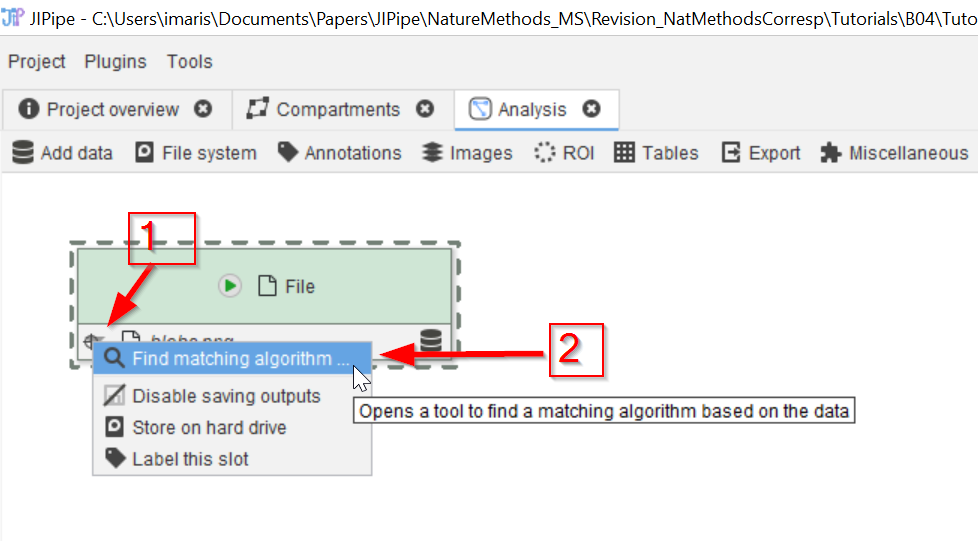 JIPipe - C:\Users\imaris\Documents\Papers\JIPipe\NatureMethods_MS\Revision_NatMethodsCorresp\Tutorials\B04\Tuto
Project Plugins Tools
Project overview Compartments Analysis
Add data File system Annotations Images ROI Tables Export Miscellaneous
1
File
blobs.png
Find matching algorithm ...
2
Opens a tool to find a matching algorithm based on the data
Disable saving outputs
Store on hard drive
Label this slot